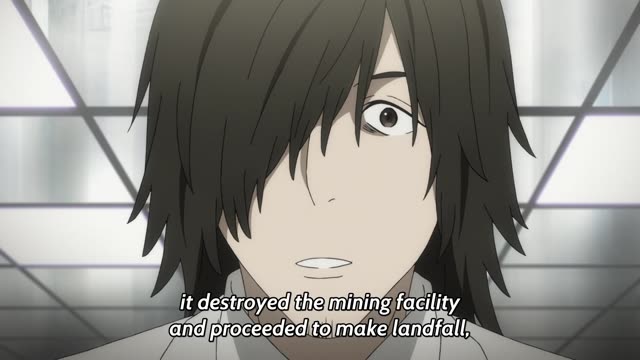 it destroyed the mining facility
and proceeded to make landfall,